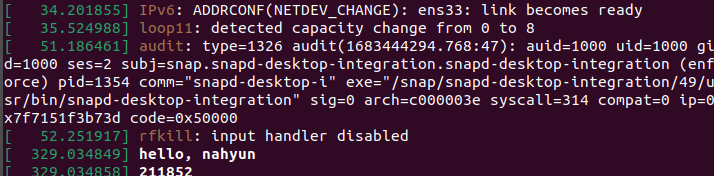 [   34.201855] IPv6: ADDRCONF(NETDEV_CHANGE): ens33: link becomes ready
[   35.524988] loop11: detected capacity change from 0 to 8
[   51.186461] audit: type=1326 audit(1683444294.768:47): auid=1000 uid=1000 gi
d=1000 ses=2 subj=snap.snapd-desktop-integration.snapd-desktop-integration (enf
orce) pid=1354 comm="snapd-desktop-i" exe="/snap/snapd-desktop-integration/49/u
sr/bin/snapd-desktop-integration" sig=0 arch=c000003e syscall=314 compat=0 ip=0
x7f7151f3b73d code=0x50000
[   52.251917] rfkill: input handler disabled
[  329.034849] hello, nahyun
[  329.034858] 211852